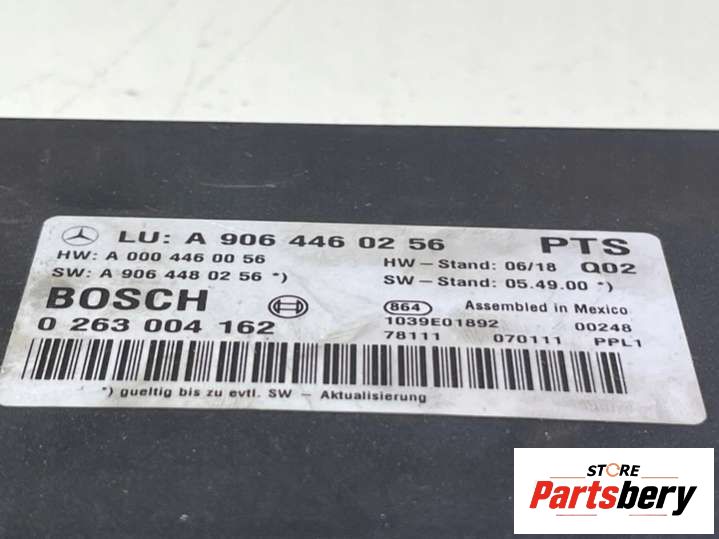 LU: A 906 446 02 56 PTS
HW: A 000 446 00 56 HW – Stand: 06/18 Q02
SW: A 906 448 02 56 *) SW – Stand: 05.49.00 *)
BOSCH 864 Assembled in Mexico
0 263 004 162 1039E01892 00248
78111 070111 PPL1
*) gueltig bis zu evtl. SW – Aktualisierung
STORE
Partsbery